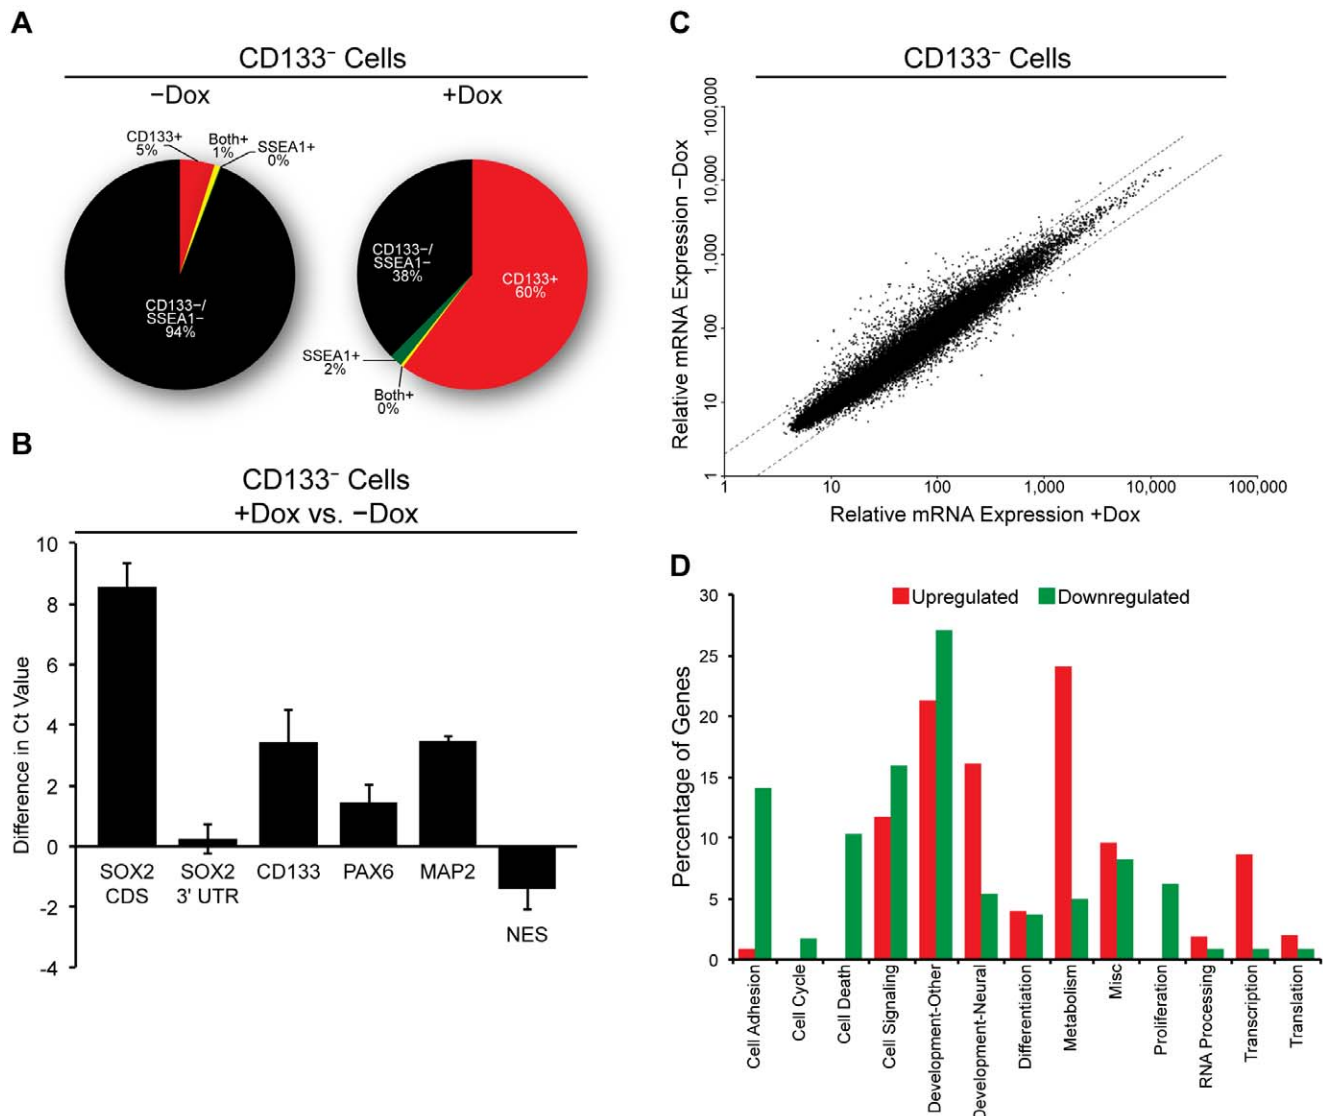 A
CD133⁻ Cells
−Dox
+Dox
CD133+
5%
Both+
1%
SSEA1+
0%
CD133−/
SSEA1−
94%
CD133−/
SSEA1−
38%
CD133+
60%
SSEA1+
2%
Both+
0%
B
CD133⁻ Cells
+Dox vs. −Dox
Difference in Ct Value
10
8
6
4
2
0
-2
-4
SOX2
CDS
SOX2
3' UTR
CD133
PAX6
MAP2
NES
C
CD133⁻ Cells
Relative mRNA Expression −Dox
100,000
10,000
1,000
100
10
1
1
10
100
1,000
10,000
100,000
Relative mRNA Expression +Dox
D
Upregulated
Downregulated
Percentage of Genes
30
25
20
15
10
5
0
Cell Adhesion
Cell Cycle
Cell Death
Cell Signaling
Development-Other
Development-Neural
Differentiation
Metabolism
Misc
Proliferation
RNA Processing
Transcription
Translation